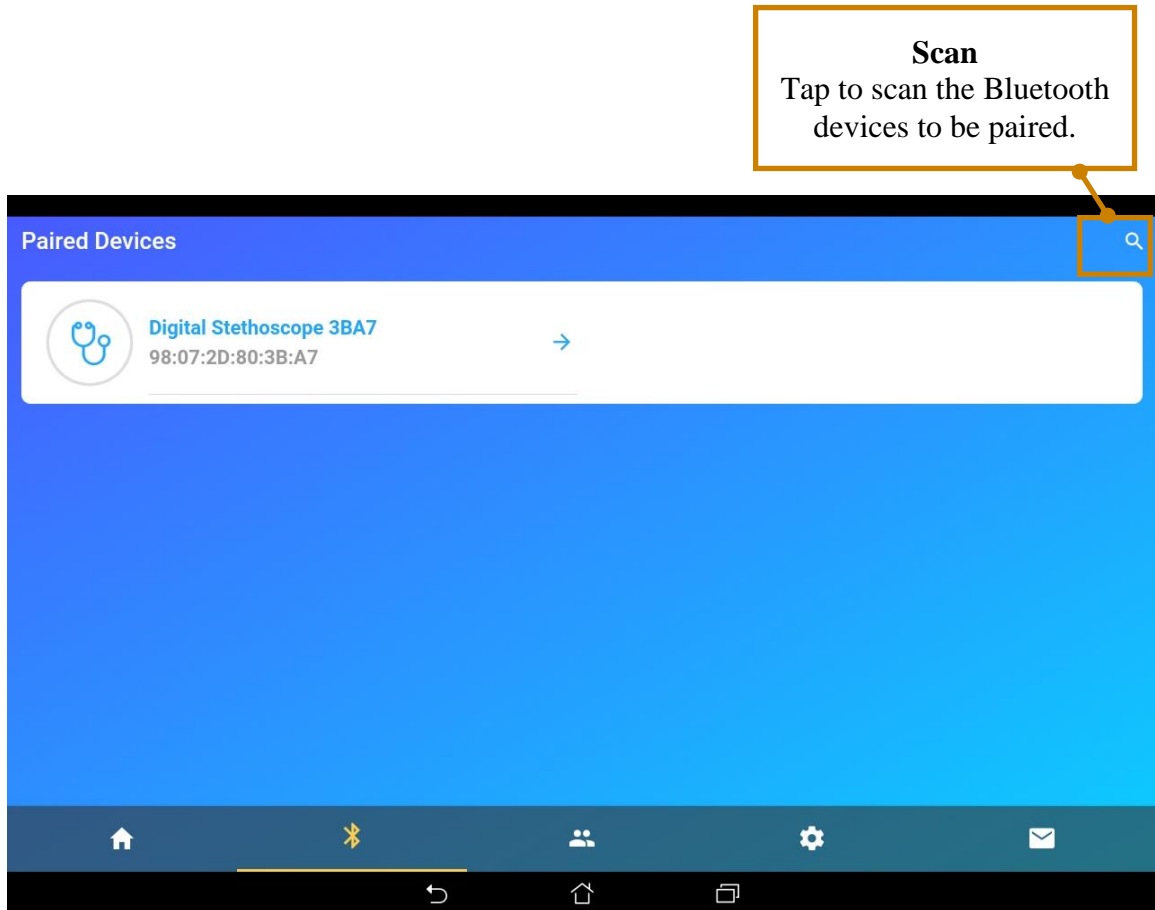 Scan
Tap to scan the Bluetooth
devices to be paired.
Paired Devices
Digital Stethoscope 3BA7
98:07:2D:80:3B:A7